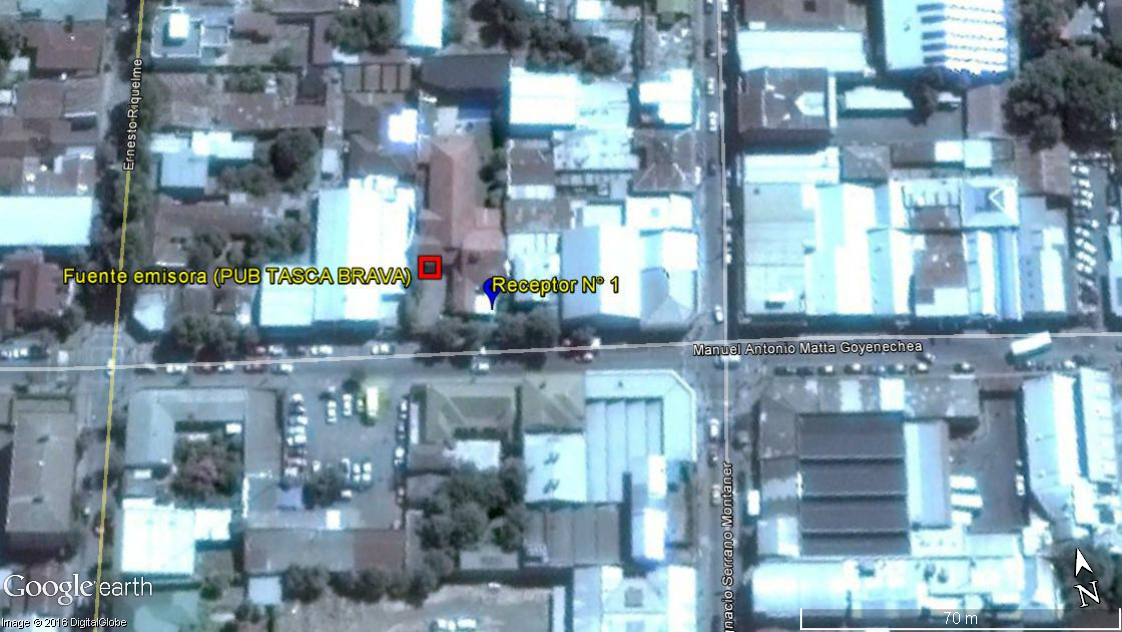 Ernesto Riquelme
Fuente emisora (PUB TASCA BRAVA)
Receptor N° 1
Manuel Antonio Matta Goyenechea
gnacio Serrano Montaner
Google earth
N
Image © 2016 DigitalGlobe
70 m